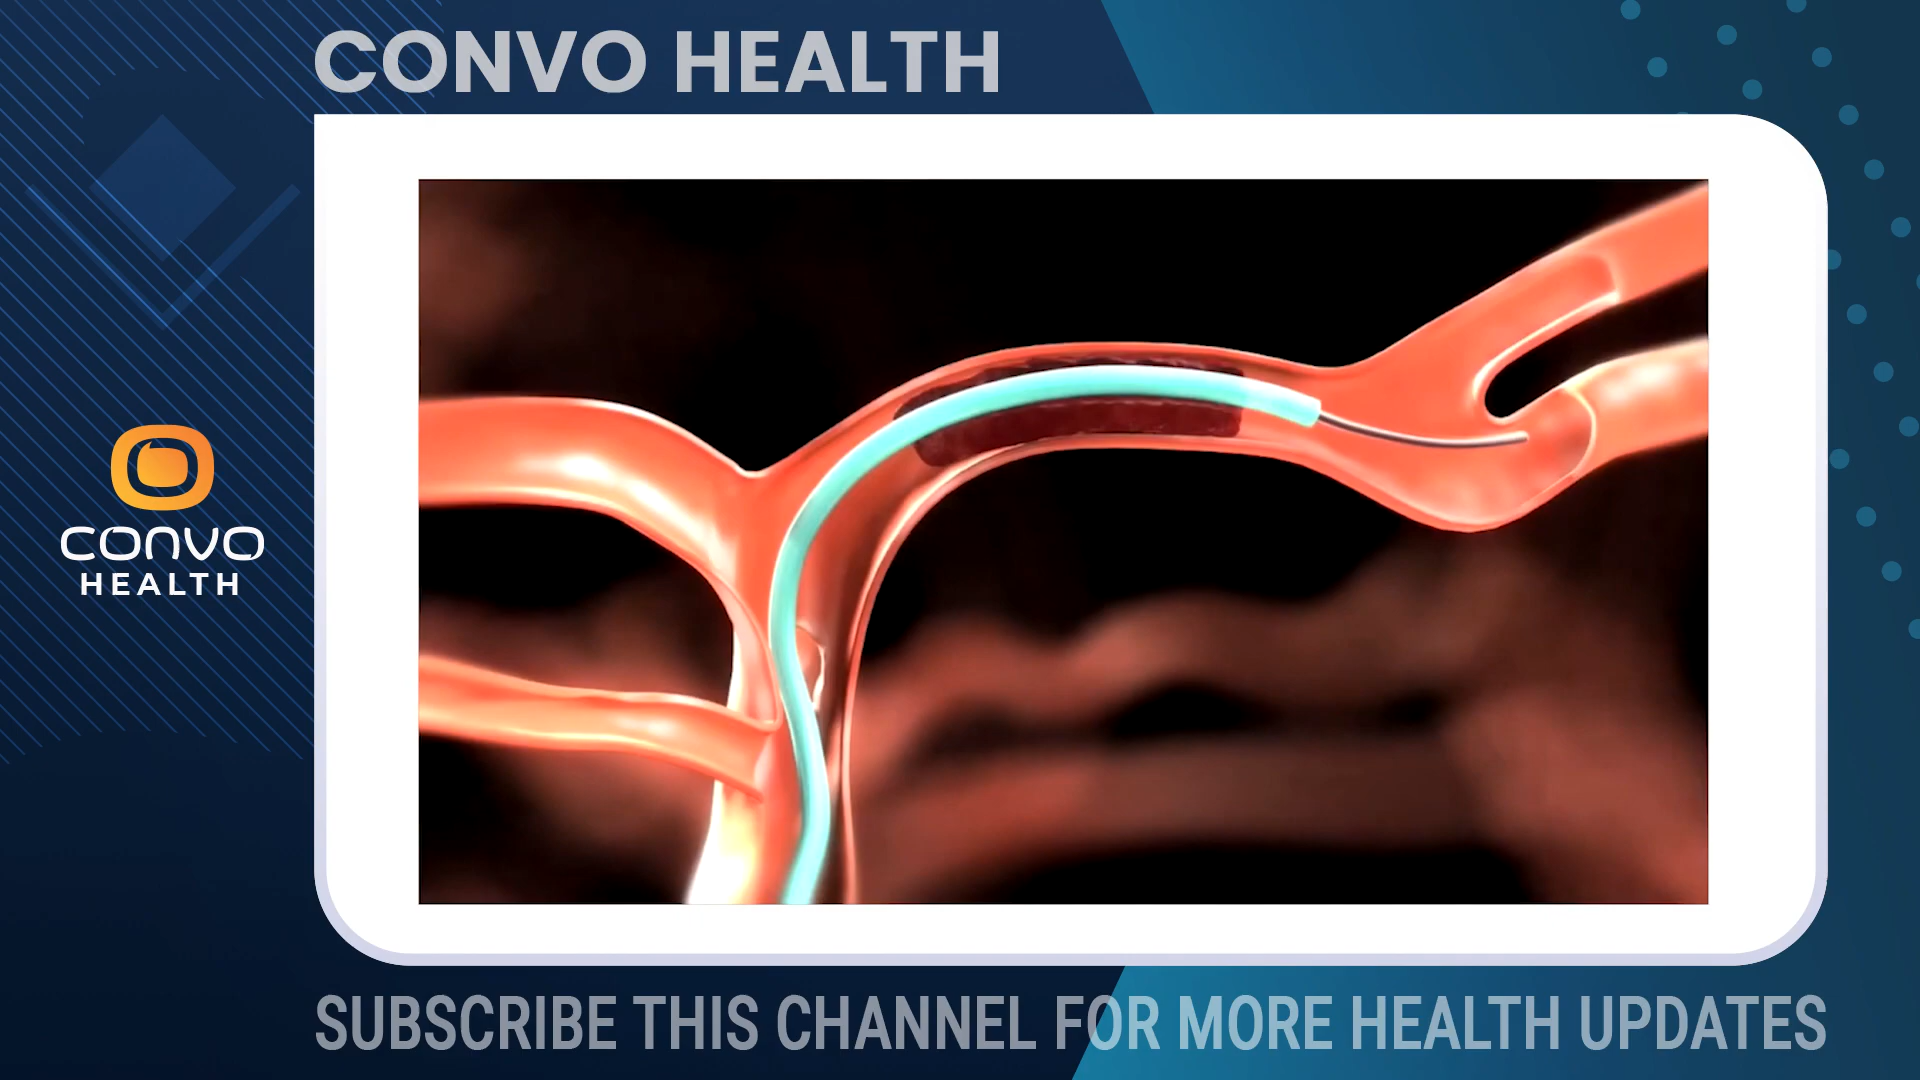 CONVO HEALTH
CONVO
HEALTH
SUBSCRIBE THIS CHANNEL FOR MORE HEALTH UPDATES